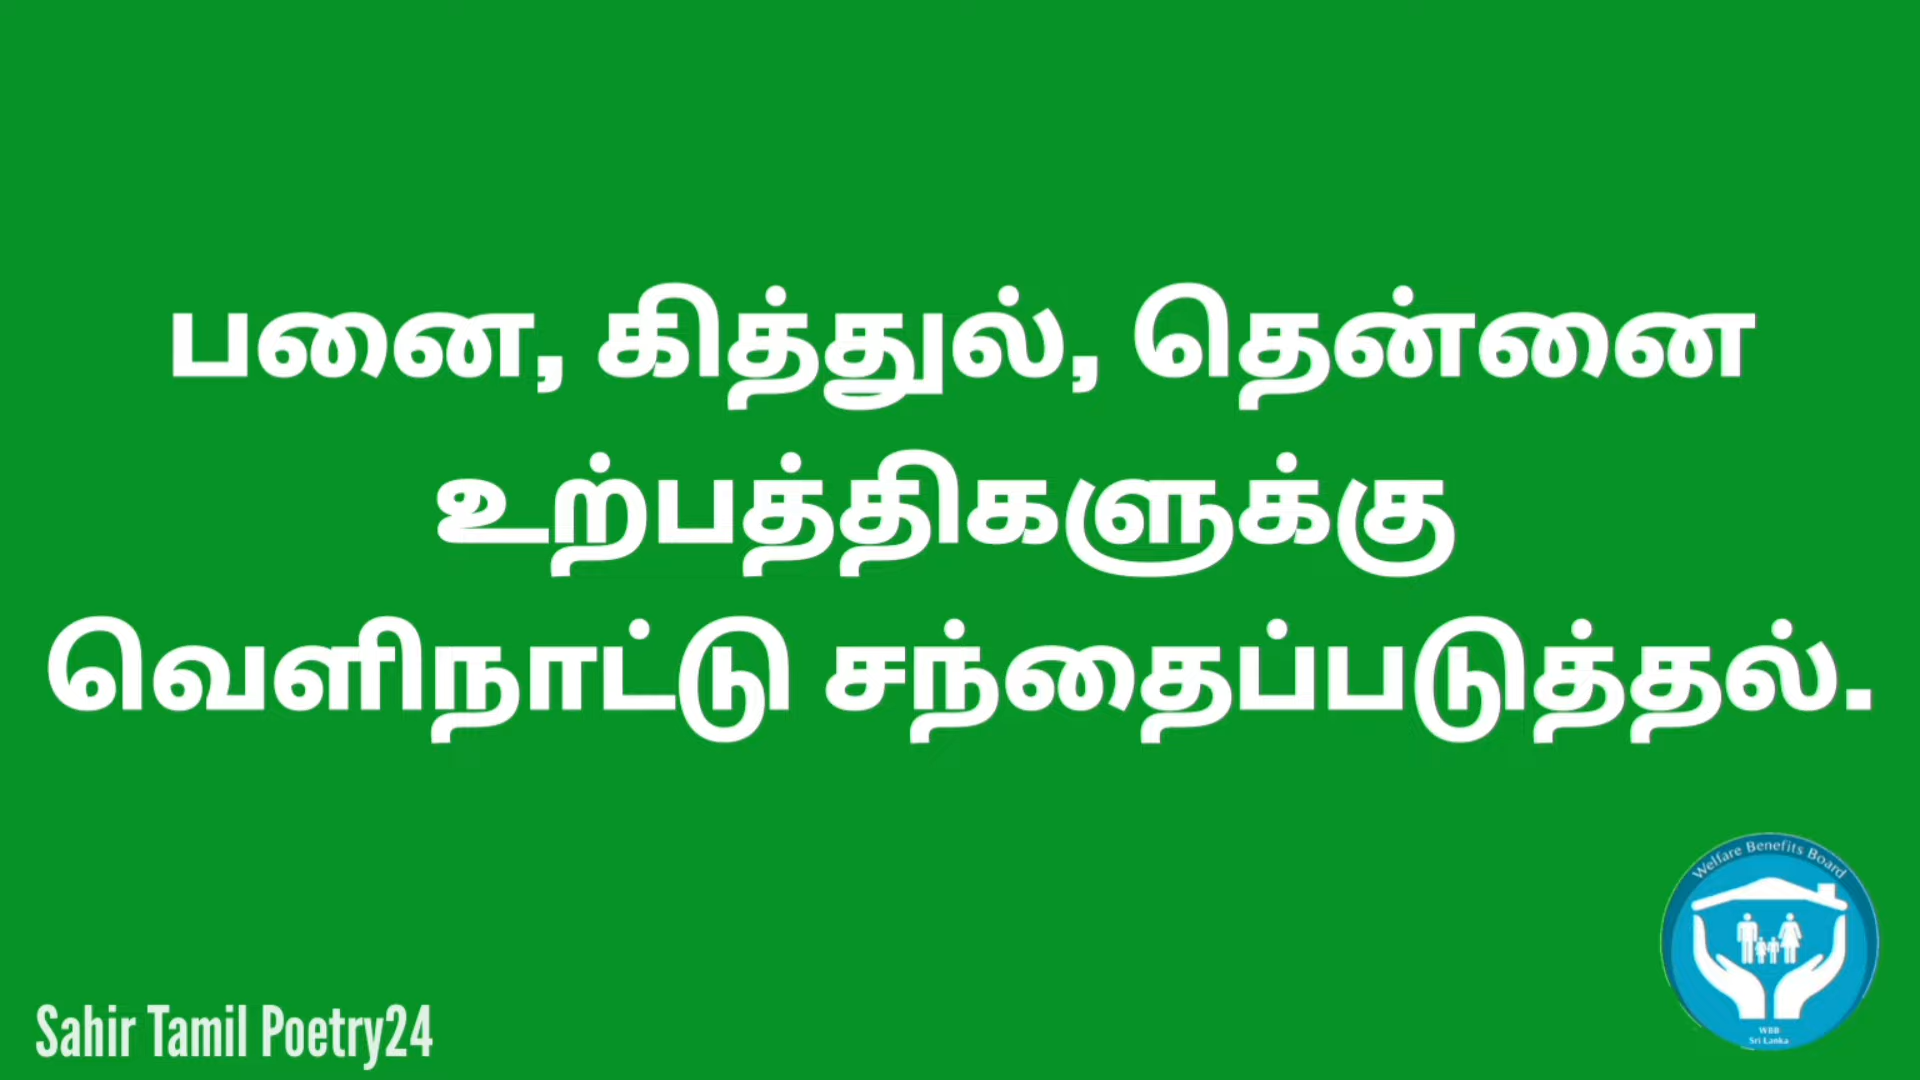 பனை, கித்துல், தென்னை
உற்பத்திகளுக்கு
வெளிநாட்டு சந்தைப்படுத்தல்.
Welfare Benefits Board
WBB
Sri Lanka
Sahir Tamil Poetry24